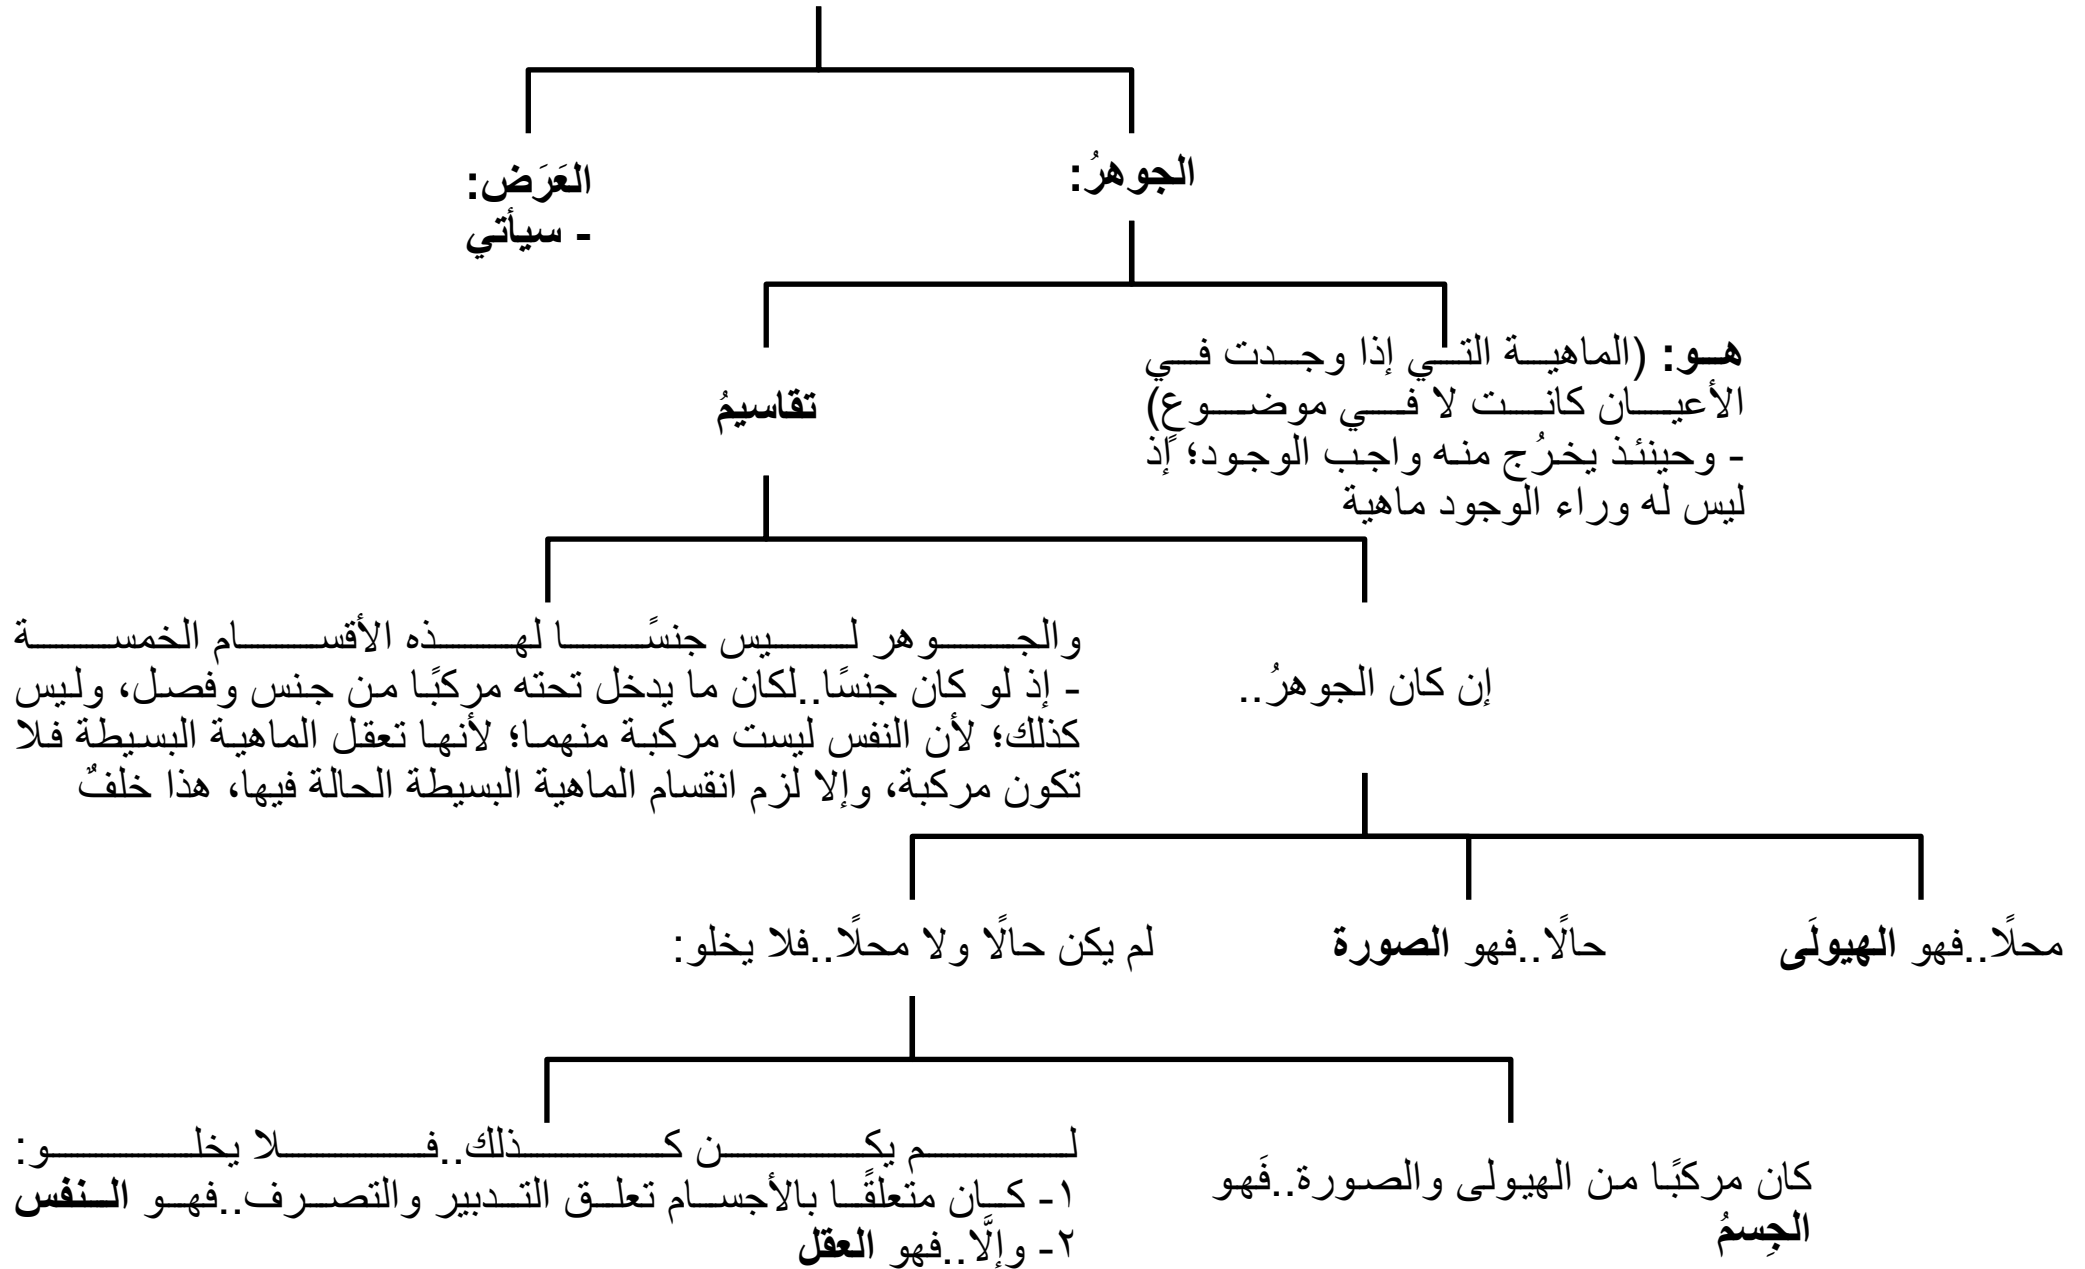 الجوهرُ:
العَرَض:
- سيأتي
هو: (الماهية التي إذا وجدت في
الأعيان كانت لا في موضوعٍ)
- وحينئذ يخرُج منه واجب الوجود؛ إذ
ليس له وراء الوجود ماهية
تقاسيمُ
إن كان الجوهرُ..
والجوهر ليس جنسًا لهذه الأقسام الخمسة
- إذ لو كان جنسًا..لكان ما يدخل تحته مركبًا من جنس وفصل، وليس
كذلك؛ لأن النفس ليست مركبة منهما؛ لأنها تعقل الماهية البسيطة فلا
تكون مركبة، وإلا لزم انقسام الماهية البسيطة الحالة فيها، هذا خلفٌ
محلًا..فهو الهيولَى
حالًا..فهو الصورة
لم يكن حالًا ولا محلًا..فلا يخلو:
كان مركبًا من الهيولى والصورة..فَهو
الجِسمُ
لم يكن كذلك..فلا يخلو:
١- كان متعلقًا بالأجسام تعلق التدبير والتصرف..فهو النفس
٢- وإلَّا..فهو العقل